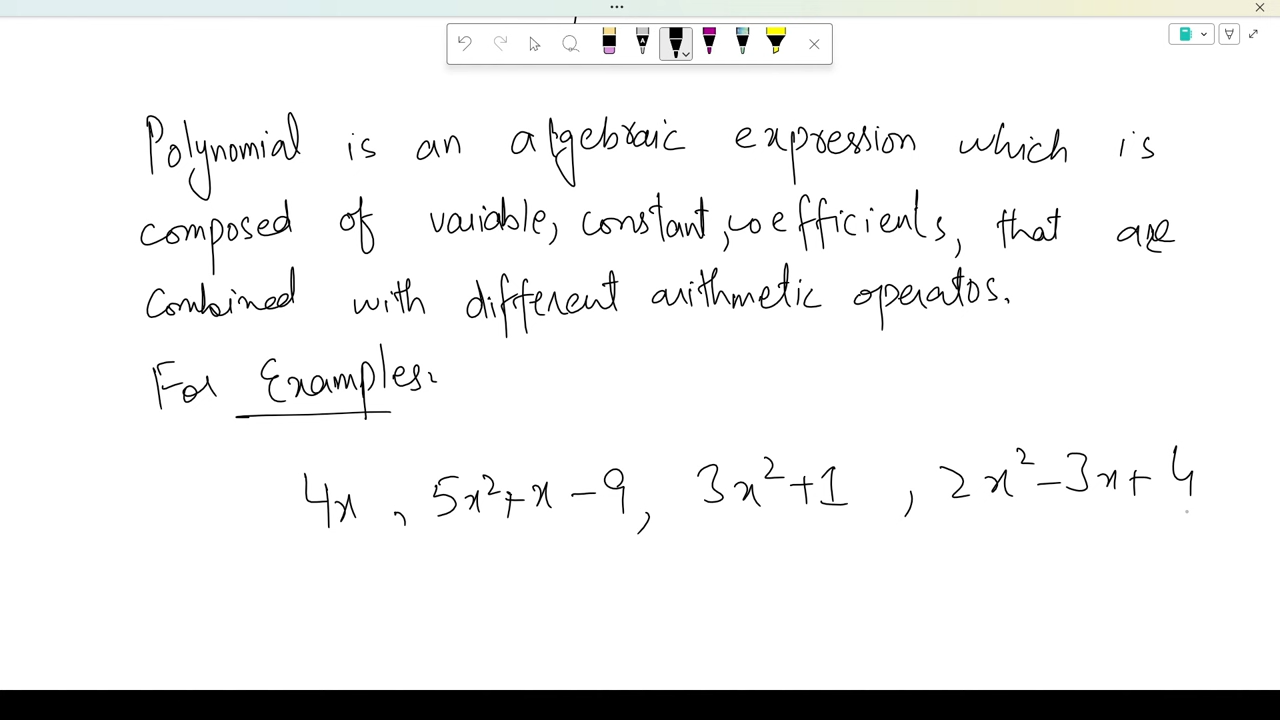 Polynomial is an algebraic expression which is
composed of variable, constant, coefficients, that are
Combined with different arithmetic operatos.
For Examples:
4x, 5x²+x-9, 3x²+1, 2x²-3x+4